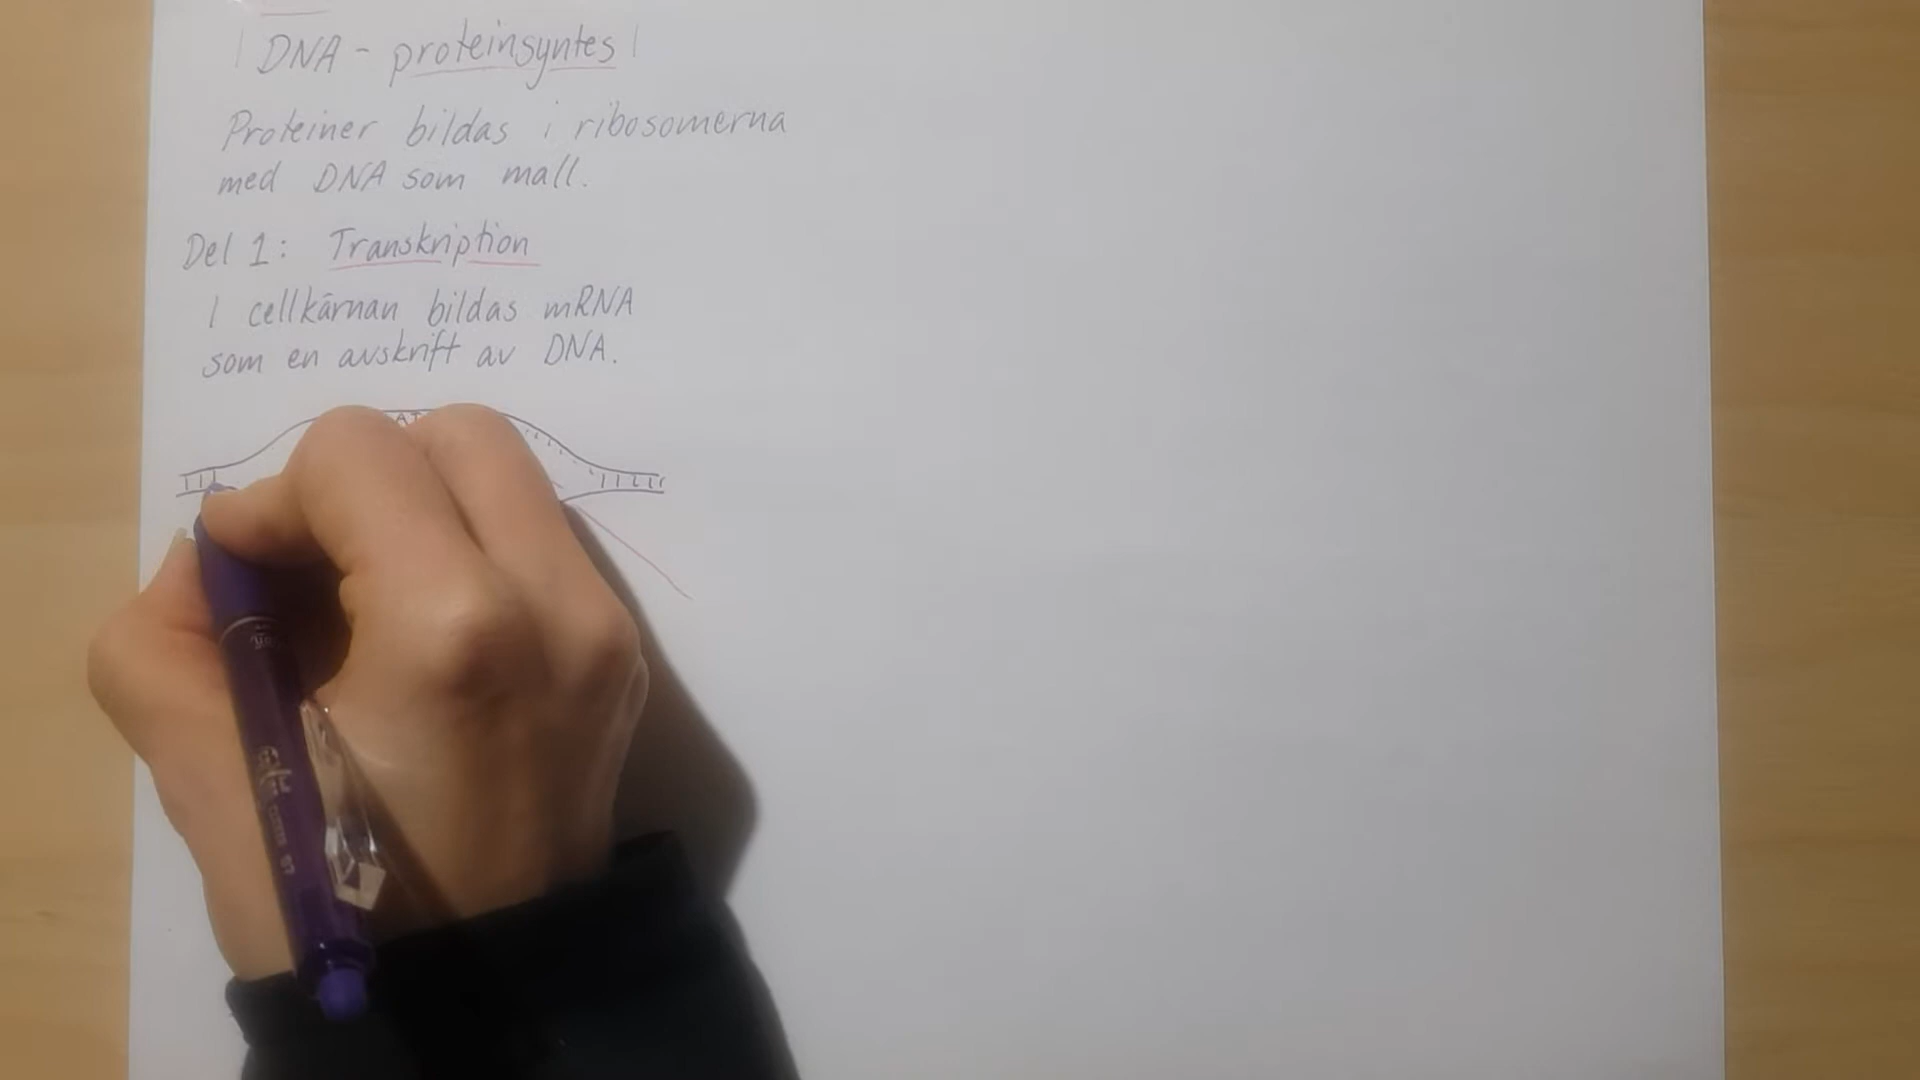 DNA - proteinsyntes
Proteiner bildas i ribosomerna
med DNA som mall.
Del 1: Transkription
I cellkärnan bildas mRNA
som en avskrift av DNA.
AT